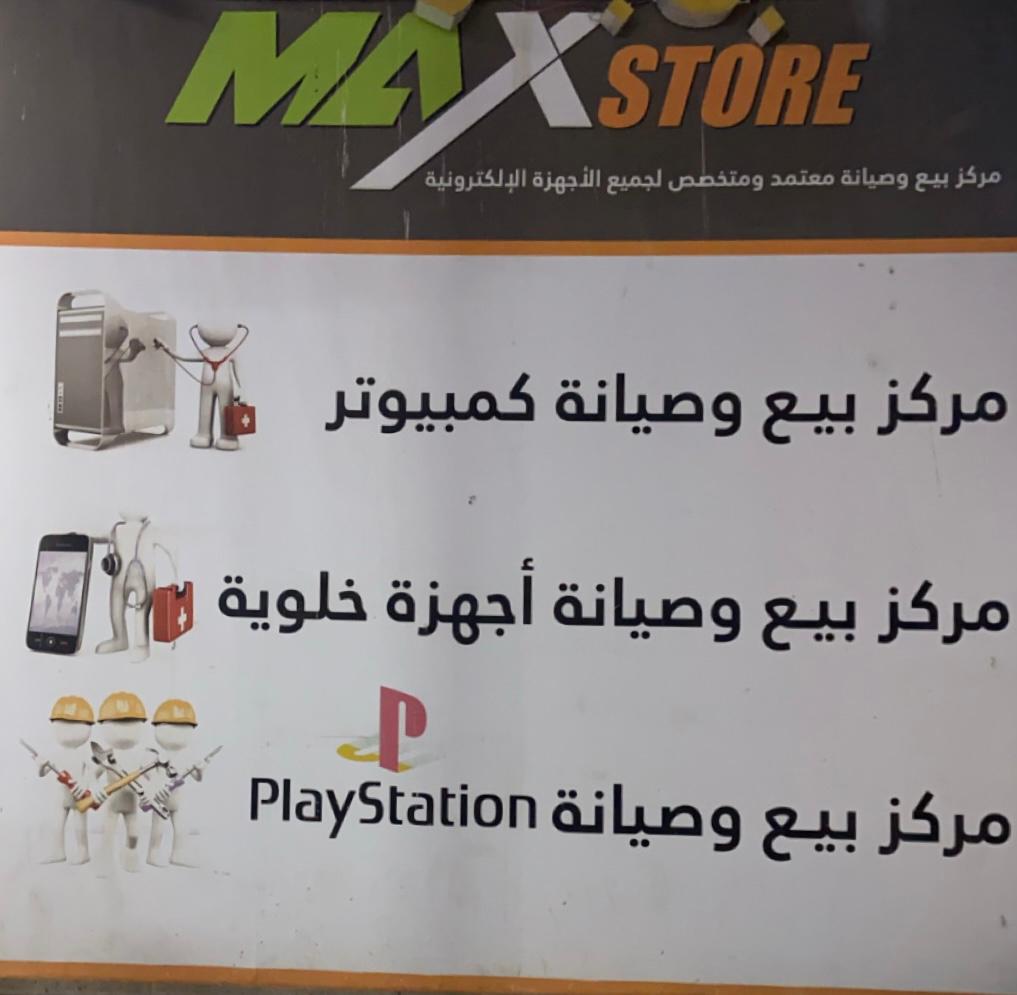 MAX STORE
مركز بيع وصيانة معتمد ومتخصص لجميع الأجهزة الإلكترونية
مركز بيع وصيانة كمبيوتر
مركز بيع وصيانة أجهزة خلوية
مركز بيع وصيانة PlayStation